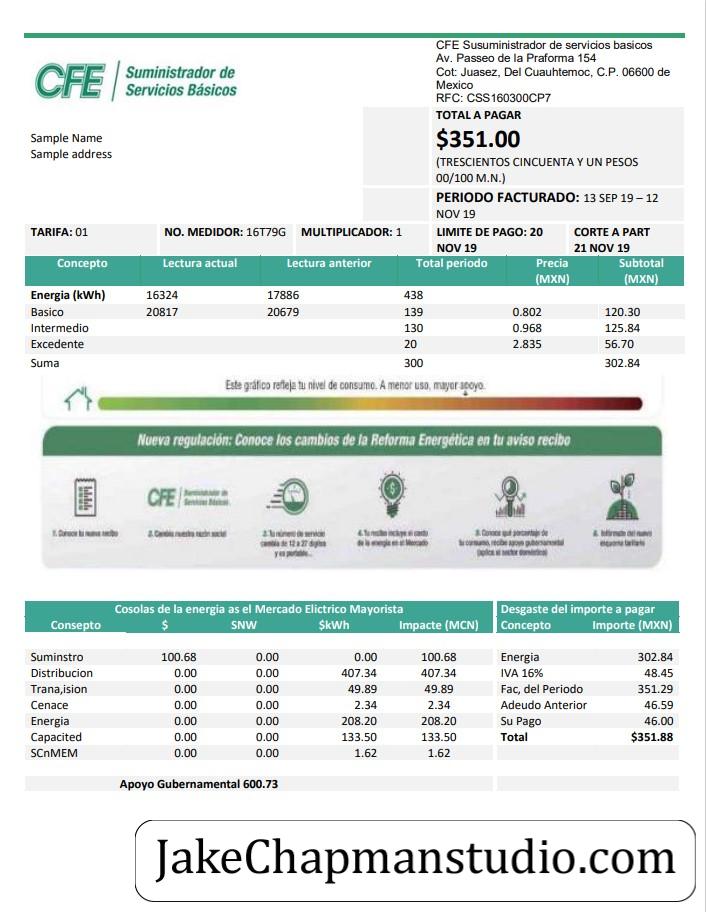 CFE Susuministrador de servicios basicos
Av. Passeo de la Praforma 154
Cot: Juasez, Del Cuauhtemoc, C.P. 06600 de
Mexico
RFC: CSS160300CP7
CFE Suministrador de
Servicios Básicos
Sample Name
Sample address
TOTAL A PAGAR
$351.00
(TRESCIENTOS CINCUENTA Y UN PESOS
00/100 M.N.)
PERIODO FACTURADO: 13 SEP 19 – 12
NOV 19
TARIFA: 01 NO. MEDIDOR: 16T79G MULTIPLICADOR: 1 LIMITE DE PAGO: 20 NOV 19 CORTE A PART 21 NOV 19
Concepto Lectura actual Lectura anterior Total periodo Precia (MXN) Subtotal (MXN)
Energia (kWh) 16324 17886 438
Basico 20817 20679 139 0.802 120.30
Intermedio 130 0.968 125.84
Excedente 20 2.835 56.70
Suma 300 302.84
Este gráfico refleja tu nivel de consumo. A menor uso, mayor apoyo.
Nueva regulación: Conoce los cambios de la Reforma Energética en tu aviso recibo
CFE Suministrador de Servicios Básicos
1. Conoce tu nuevo recibo
2. Cambia nuestra razón social
3. Tu número de servicio
cambia de 12 a 27 dígitos
y es portable...
4. Tu recibo incluye el costo
de la energía en el Mercado
5. Conoce qué porcentaje de
tu consumo, recibe apoyo gubernamental
(aplica al sector doméstico)
6. Infórmate del nuevo
esquema tarifario
Cosolas de la energia as el Mercado Elictrico Mayorista
Consepto $ SNW $kWh Impacte (MCN)
Suminstro 100.68 0.00 0.00 100.68
Distribucion 0.00 0.00 407.34 407.34
Trana,ision 0.00 0.00 49.89 49.89
Cenace 0.00 0.00 2.34 2.34
Energia 0.00 0.00 208.20 208.20
Capacited 0.00 0.00 133.50 133.50
SCnMEM 0.00 0.00 1.62 1.62
Apoyo Gubernamental 600.73
Desgaste del importe a pagar
Concepto Importe (MXN)
Energia 302.84
IVA 16% 48.45
Fac, del Periodo 351.29
Adeudo Anterior 46.59
Su Pago 46.00
Total $351.88
JakeChapmanstudio.com